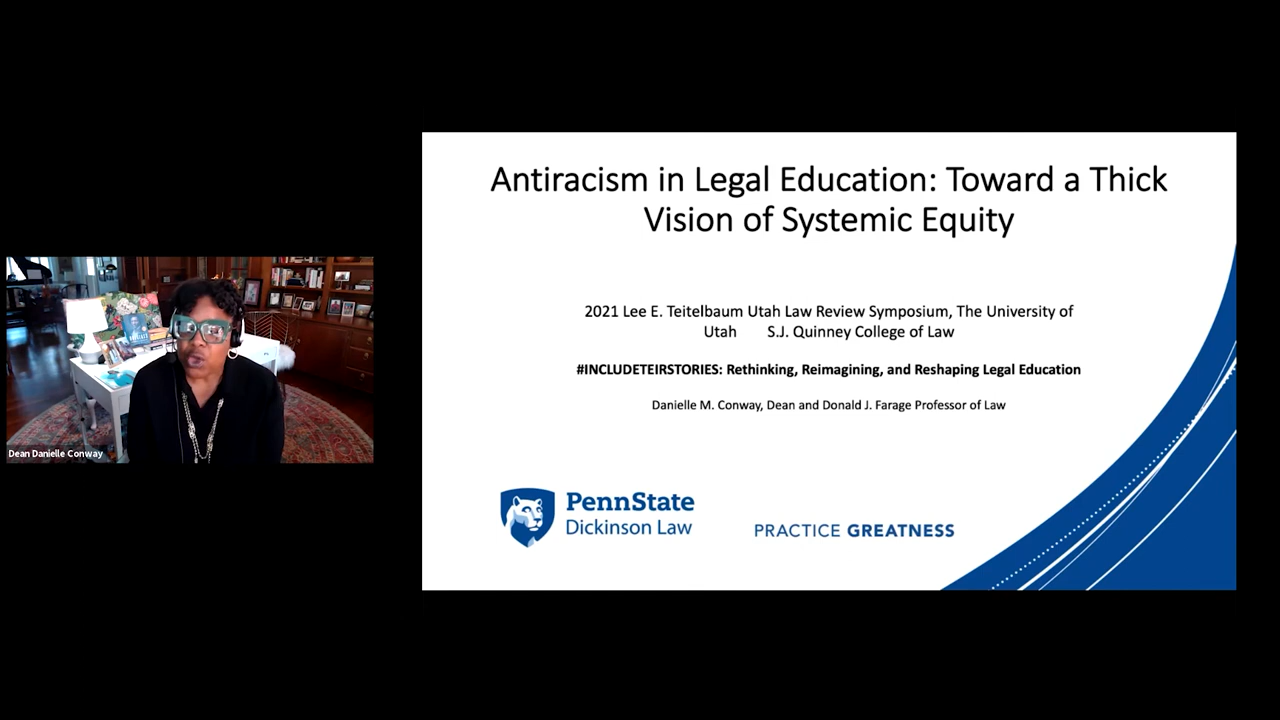 Antiracism in Legal Education: Toward a Thick
Vision of Systemic Equity
2021 Lee E. Teitelbaum Utah Law Review Symposium, The University of
Utah S.J. Quinney College of Law
#INCLUDETEIRSTORIES: Rethinking, Reimagining, and Reshaping Legal Education
Danielle M. Conway, Dean and Donald J. Farage Professor of Law
PennState
Dickinson Law
PRACTICE GREATNESS
Dean Danielle Conway